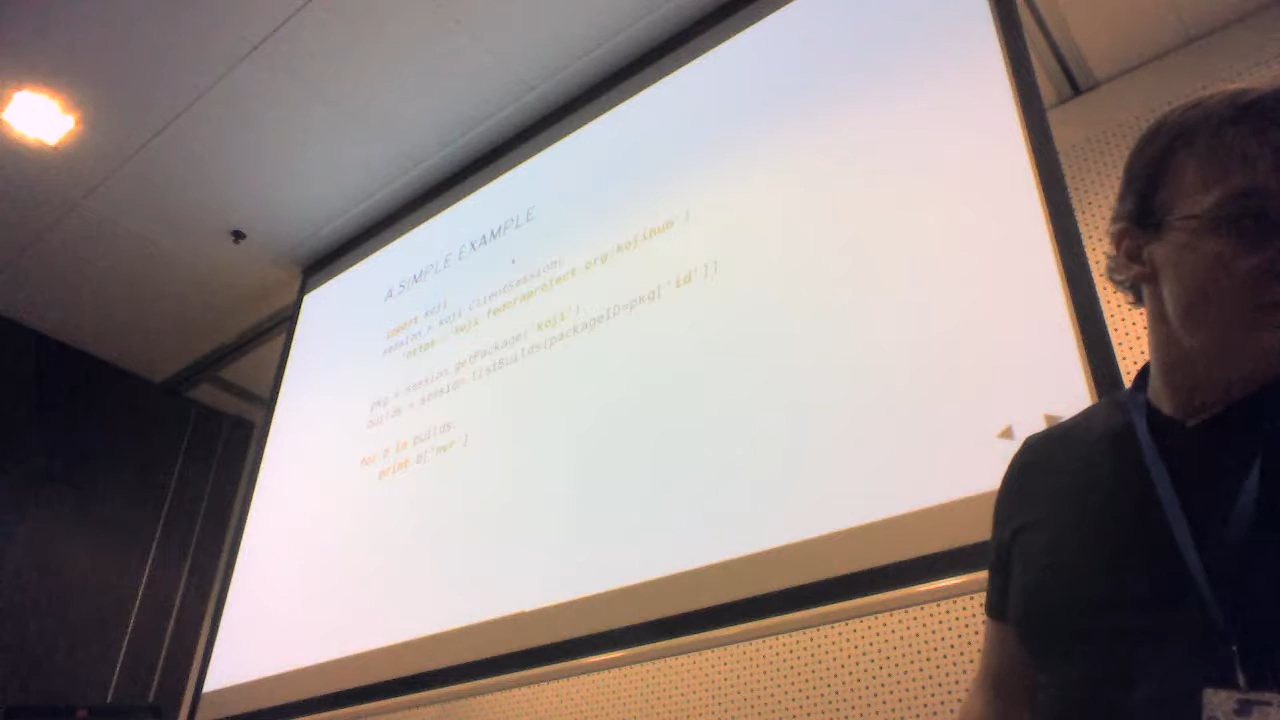 A SIMPLE EXAMPLE
import koji
session = koji.ClientSession(
'https://koji.fedoraproject.org/kojihub')
pkg = session.getPackage('koji')
builds = session.listBuilds(packageID=pkg['id'])
for b in builds:
print b['nvr']